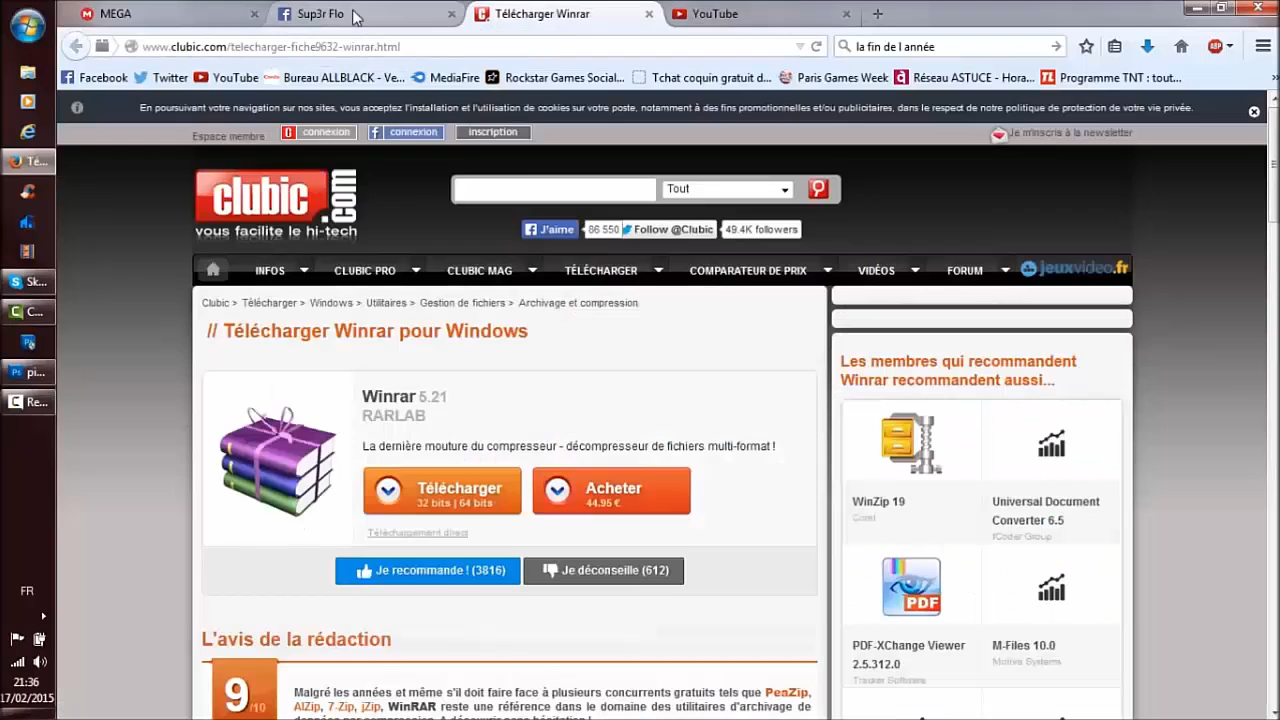 MEGA
Sup3r Flo
Télécharger Winrar
YouTube
www.clubic.com/telecharger-fiche9632-winrar.html
la fin de l année
ABP
Facebook
Twitter
YouTube
Bureau ALLBLACK - Ve...
MediaFire
Rockstar Games Social...
Tchat coquin gratuit d...
Paris Games Week
Réseau ASTUCE - Hora...
Programme TNT : tout...
En poursuivant votre navigation sur nos sites, vous acceptez l'installation et l'utilisation de cookies sur votre poste, notamment à des fins promotionnelles et/ou publicitaires, dans le respect de notre politique de protection de votre vie privée.
Espace membre
connexion
connexion
inscription
Je m'inscris à la newsletter
clubic.com
vous facilite le hi-tech
Tout
J'aime
86 550
Follow @Clubic
49.4K followers
INFOS
CLUBIC PRO
CLUBIC MAG
TÉLÉCHARGER
COMPARATEUR DE PRIX
VIDÉOS
FORUM
jeuxvideo.fr
Clubic > Télécharger > Windows > Utilitaires > Gestion de fichiers > Archivage et compression
// Télécharger Winrar pour Windows
Winrar 5.21
RARLAB
La dernière mouture du compresseur - décompresseur de fichiers multi-format !
Télécharger
32 bits | 64 bits
Acheter
44.95 €
Téléchargement direct
Je recommande ! (3816)
Je déconseille (612)
L'avis de la rédaction
9/10
Malgré les années et même s'il doit faire face à plusieurs concurrents gratuits tels que PeaZip,
AlZip, 7-Zip, jZip, WinRAR reste une référence dans le domaine des utilitaires d'archivage de
Les membres qui recommandent
Winrar recommandent aussi...
WinZip 19
Corel
Universal Document
Converter 6.5
fCoder Group
PDF
PDF-XChange Viewer
2.5.312.0
Tracker Software
M-Files 10.0
Motive Systems
Té...
Sk...
C...
pi...
Re...
FR
21:36
17/02/2015